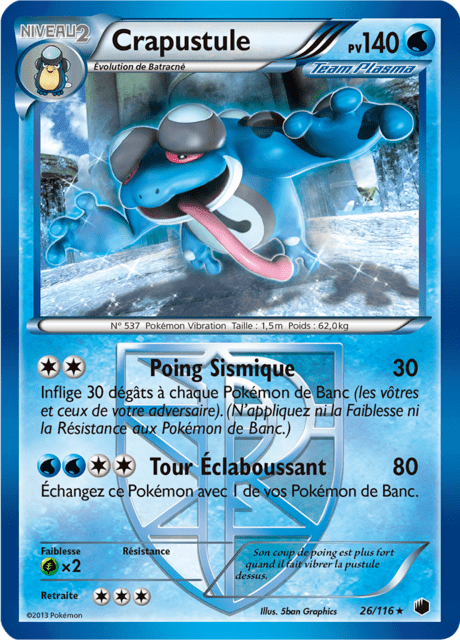 NIVEAU2
Crapustule
PV140
Évolution de Batracné
Team Plasma
N° 537 Pokémon Vibration Taille : 1,5m Poids : 62,0kg
Poing Sismique 30
Inflige 30 dégâts à chaque Pokémon de Banc (les vôtres
et ceux de votre adversaire). (N'appliquez ni la Faiblesse ni
la Résistance aux Pokémon de Banc.)
Tour Éclaboussant 80
Échangez ce Pokémon avec 1 de vos Pokémon de Banc.
Faiblesse Résistance
×2
Son coup de poing est plus fort
quand il fait vibrer la pustule
dessus.
Retraite
©2013 Pokémon
Illus. 5ban Graphics
26/116 ★